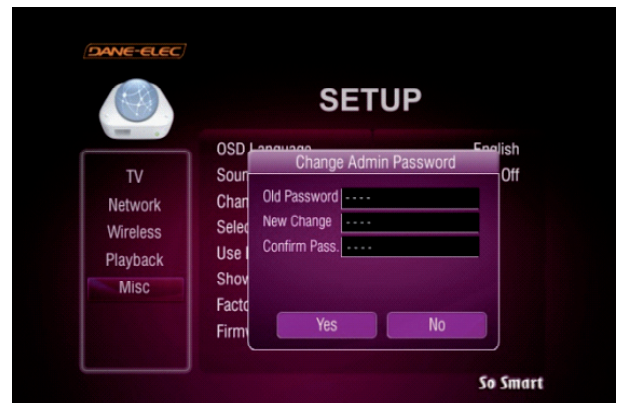 DANE-ELEC
SETUP
TV
Network
Wireless
Playback
Misc
OSD Language English
Off
Change Admin Password
Old Password - - - -
New Change - - - -
Confirm Pass. - - - -
Yes No
So Smart